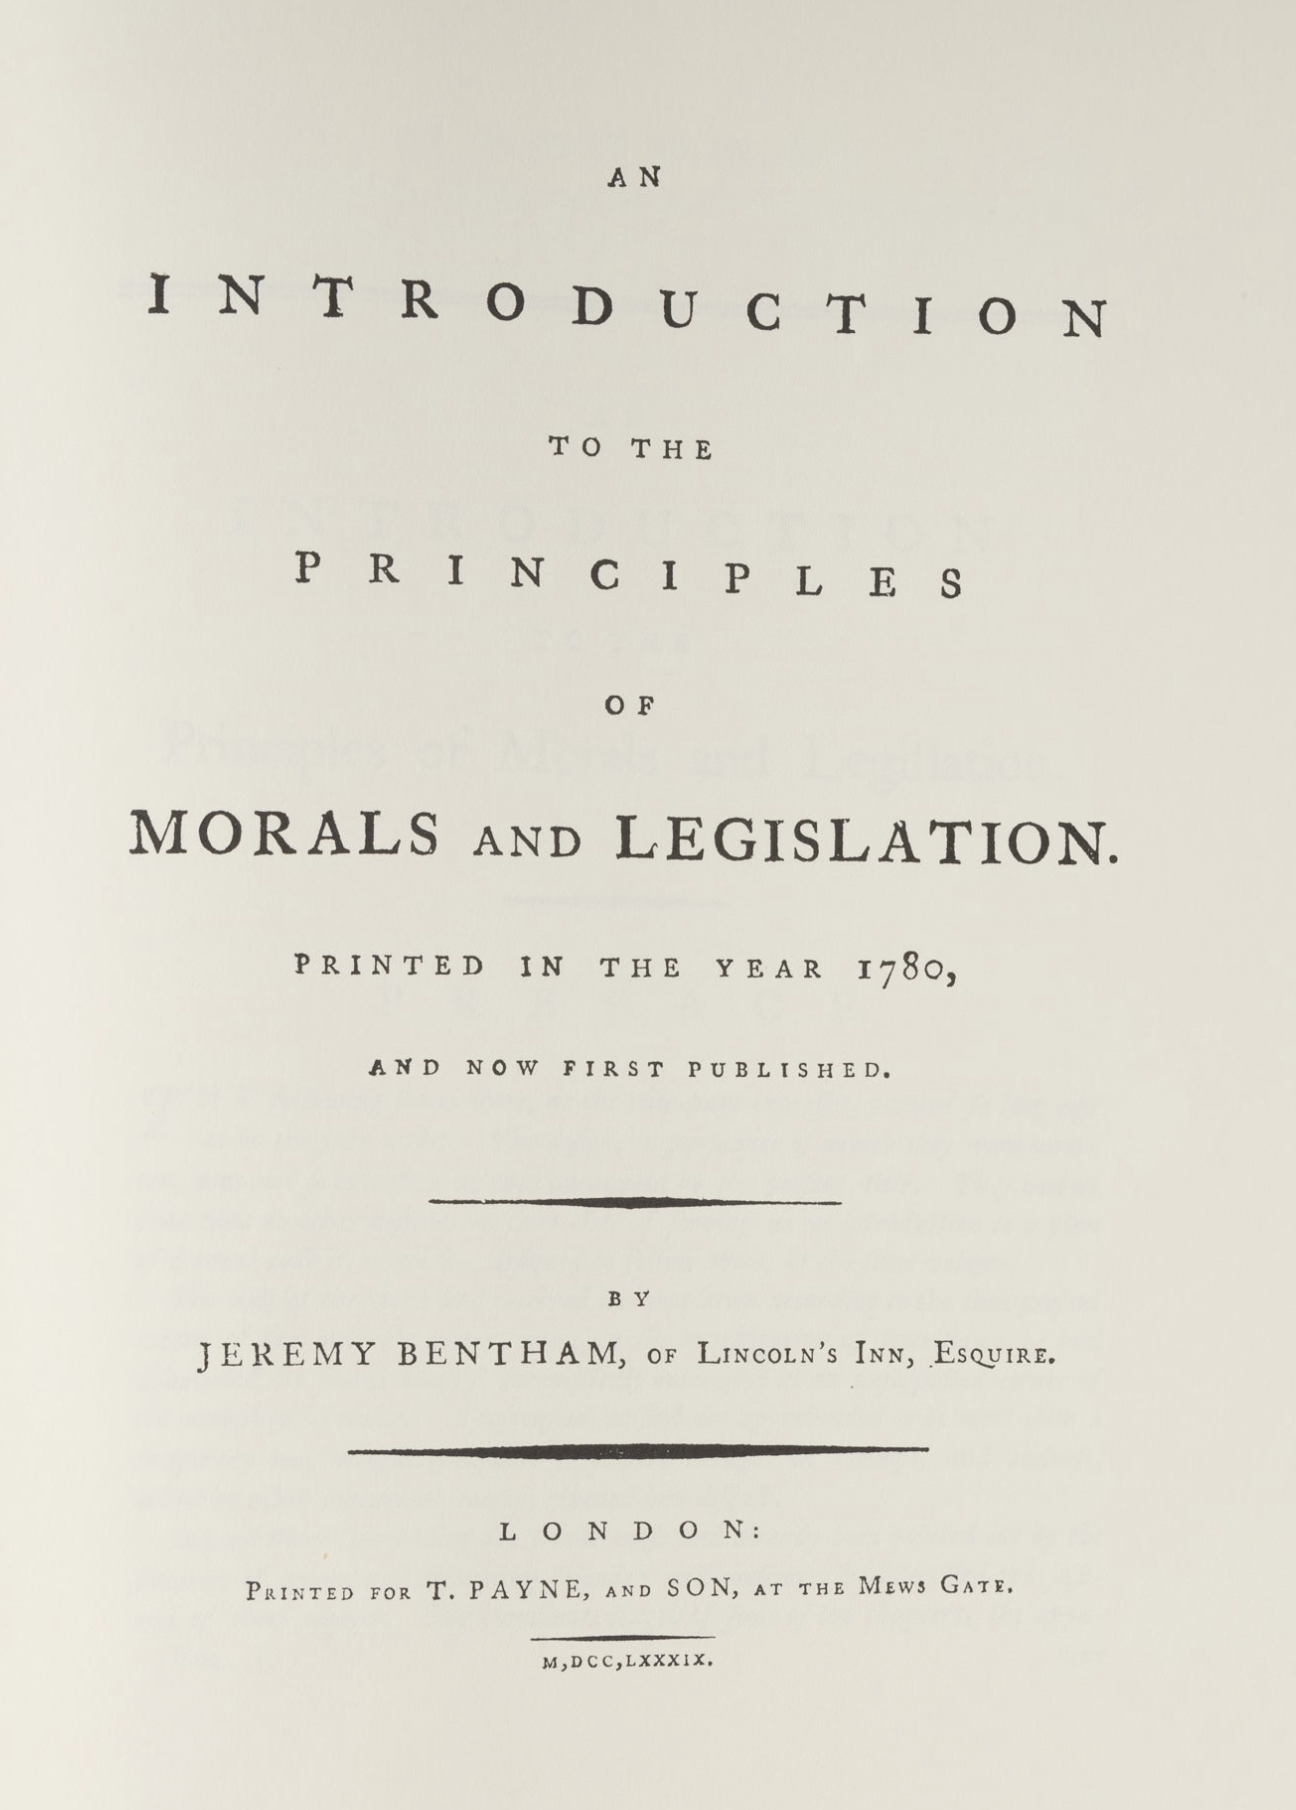 AN
INTRODUCTION
TO THE
PRINCIPLES
OF
MORALS AND LEGISLATION.
PRINTED IN THE YEAR 1780,
AND NOW FIRST PUBLISHED.
BY
JEREMY BENTHAM, OF LINCOLN'S INN, ESQUIRE.
LONDON:
PRINTED FOR T. PAYNE, AND SON, AT THE MEWS GATE.
M,DCC,LXXXIX.